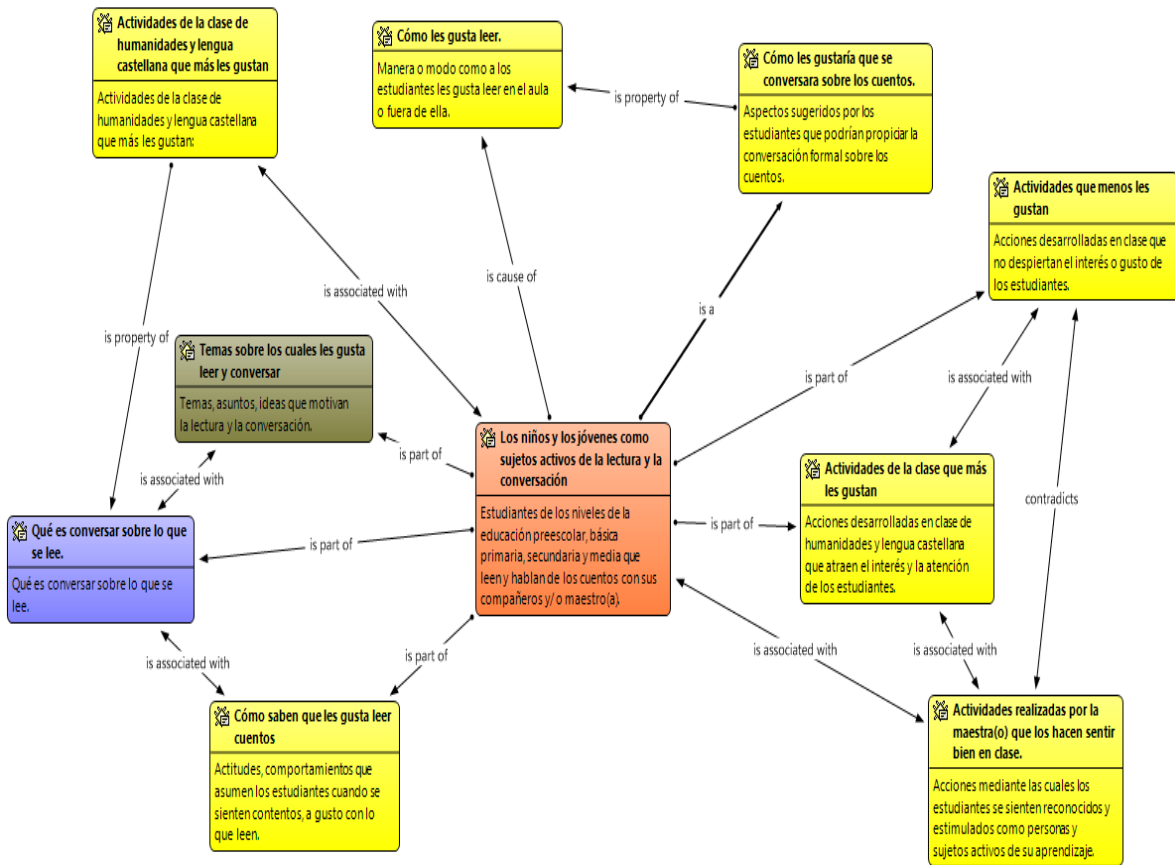 Actividades de la clase de
humanidades y lengua
castellana que más les gustan
Actividades de la clase de
humanidades y lengua castellana
que más les gustan:
Cómo les gusta leer.
Manera o modo como a los
estudiantes les gusta leer en el aula
o fuera de ella.
is property of
Cómo les gustaría que se
conversara sobre los cuentos.
Aspectos sugeridos por los
estudiantes que podrían propiciar la
conversación formal sobre los
cuentos.
Actividades que menos les
gustan
Acciones desarrolladas en clase que
no despiertan el interés o gusto de
los estudiantes.
is associated with
is cause of
is a
is property of
Temas sobre los cuales les gusta
leer y conversar
Temas, asuntos, ideas que motivan
la lectura y la conversación.
is part of
is associated with
is part of
is associated with
contradicts
Los niños y los jóvenes como
sujetos activos de la lectura y la
conversación
Estudiantes de los niveles de la
educación preescolar, básica
primaria, secundaria y media que
leen y hablan de los cuentos con sus
compañeros y/ o maestro(a).
Actividades de la clase que más
les gustan
Acciones desarrolladas en clase de
humanidades y lengua castellana
que atraen el interés y la atención
de los estudiantes.
is part of
Qué es conversar sobre lo que
se lee.
Qué es conversar sobre lo que se
lee.
is part of
is associated with
is part of
is associated with
is associated with
Cómo saben que les gusta leer
cuentos
Actitudes, comportamientos que
asumen los estudiantes cuando se
sienten contentos, a gusto con lo
que leen.
Actividades realizadas por la
maestra(o) que los hacen sentir
bien en clase.
Acciones mediante las cuales los
estudiantes se sienten reconocidos y
estimulados como personas y
sujetos activos de su aprendizaje.